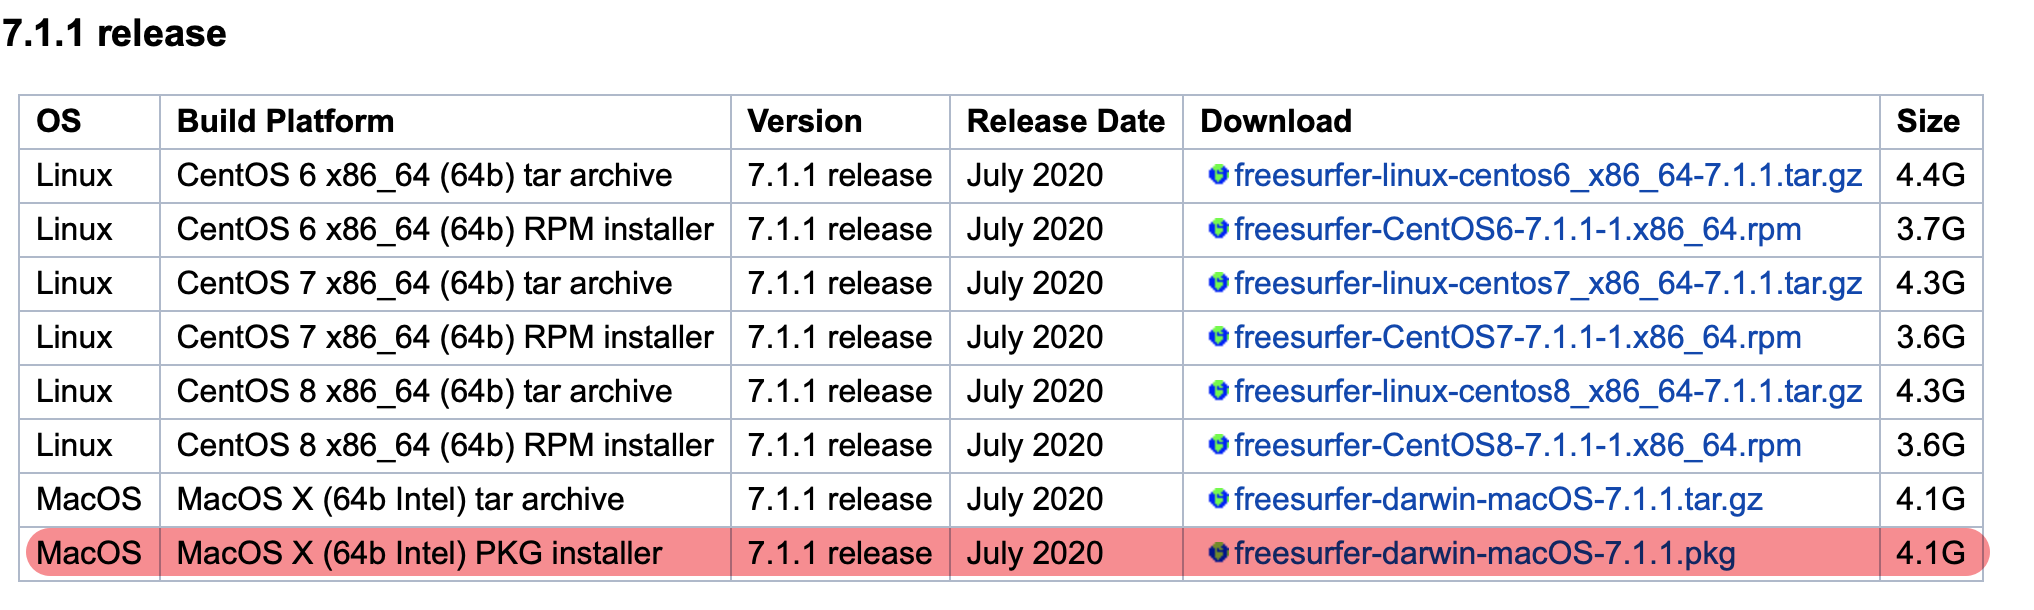 7.1.1 release
OS Build Platform Version Release Date Download Size
Linux CentOS 6 x86_64 (64b) tar archive 7.1.1 release July 2020 freesurfer-linux-centos6_x86_64-7.1.1.tar.gz 4.4G
Linux CentOS 6 x86_64 (64b) RPM installer 7.1.1 release July 2020 freesurfer-CentOS6-7.1.1-1.x86_64.rpm 3.7G
Linux CentOS 7 x86_64 (64b) tar archive 7.1.1 release July 2020 freesurfer-linux-centos7_x86_64-7.1.1.tar.gz 4.3G
Linux CentOS 7 x86_64 (64b) RPM installer 7.1.1 release July 2020 freesurfer-CentOS7-7.1.1-1.x86_64.rpm 3.6G
Linux CentOS 8 x86_64 (64b) tar archive 7.1.1 release July 2020 freesurfer-linux-centos8_x86_64-7.1.1.tar.gz 4.3G
Linux CentOS 8 x86_64 (64b) RPM installer 7.1.1 release July 2020 freesurfer-CentOS8-7.1.1-1.x86_64.rpm 3.6G
MacOS MacOS X (64b Intel) tar archive 7.1.1 release July 2020 freesurfer-darwin-macOS-7.1.1.tar.gz 4.1G
MacOS MacOS X (64b Intel) PKG installer 7.1.1 release July 2020 freesurfer-darwin-macOS-7.1.1.pkg 4.1G